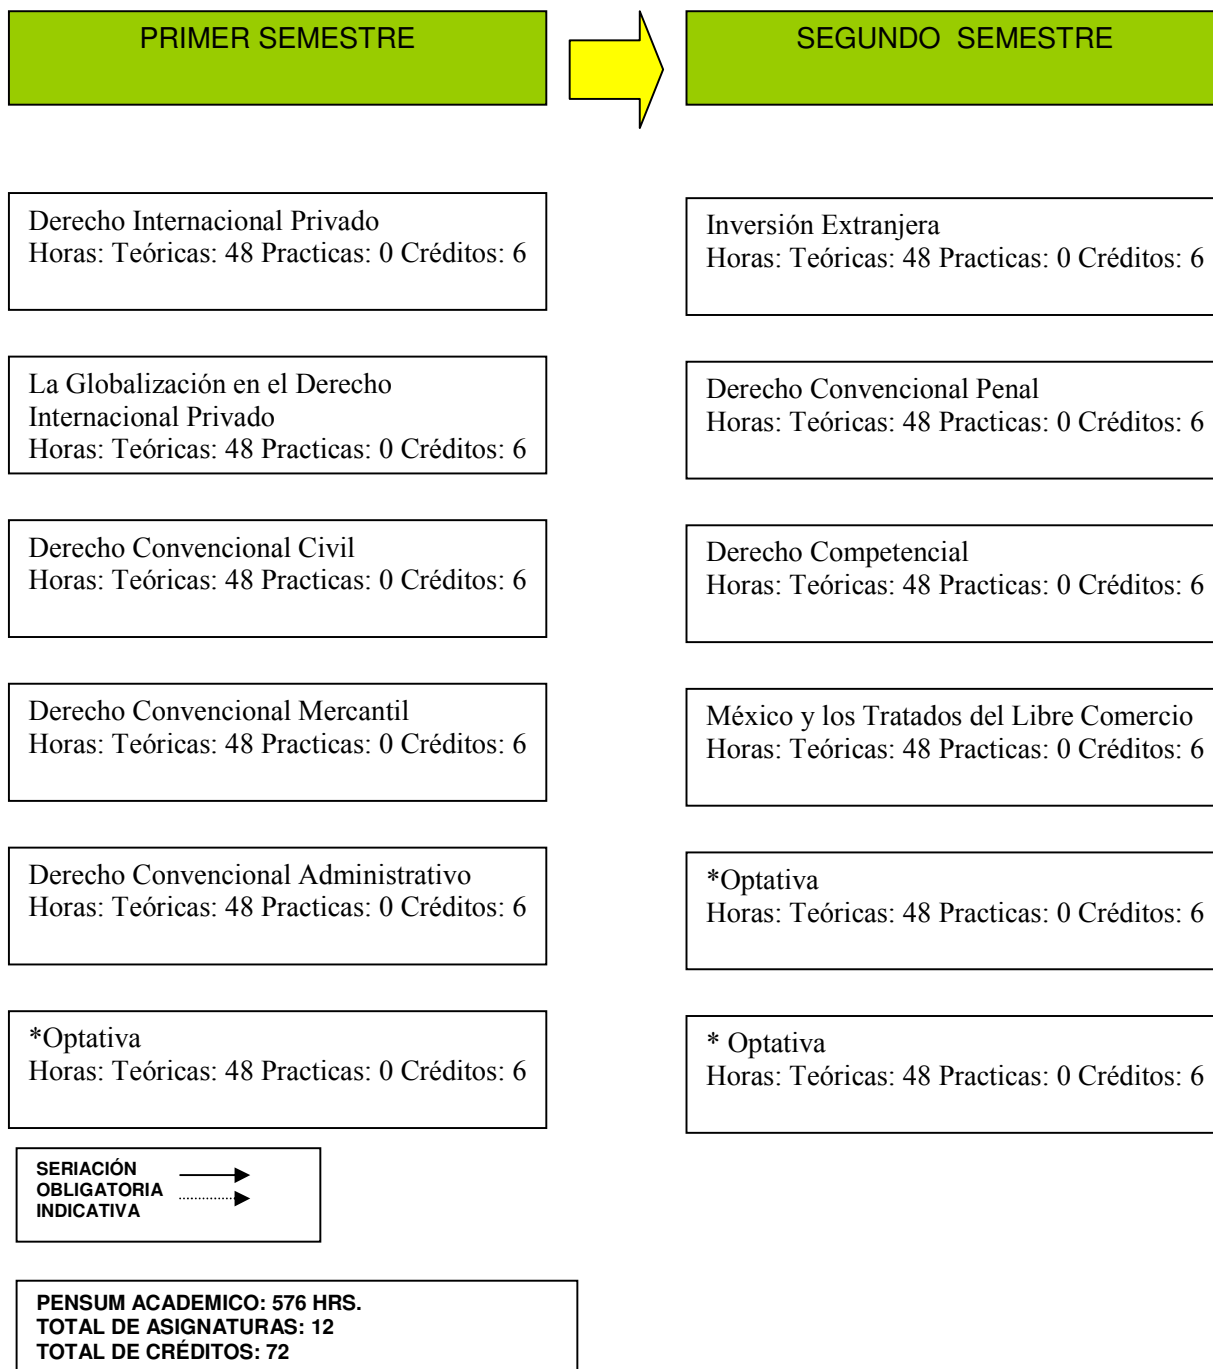 PRIMER SEMESTRE
Derecho Internacional Privado
Horas: Teóricas: 48 Practicas: 0 Créditos: 6
La Globalización en el Derecho
Internacional Privado
Horas: Teóricas: 48 Practicas: 0 Créditos: 6
Derecho Convencional Civil
Horas: Teóricas: 48 Practicas: 0 Créditos: 6
Derecho Convencional Mercantil
Horas: Teóricas: 48 Practicas: 0 Créditos: 6
Derecho Convencional Administrativo
Horas: Teóricas: 48 Practicas: 0 Créditos: 6
*Optativa
Horas: Teóricas: 48 Practicas: 0 Créditos: 6
SEGUNDO SEMESTRE
Inversión Extranjera
Horas: Teóricas: 48 Practicas: 0 Créditos: 6
Derecho Convencional Penal
Horas: Teóricas: 48 Practicas: 0 Créditos: 6
Derecho Competencial
Horas: Teóricas: 48 Practicas: 0 Créditos: 6
México y los Tratados del Libre Comercio
Horas: Teóricas: 48 Practicas: 0 Créditos: 6
*Optativa
Horas: Teóricas: 48 Practicas: 0 Créditos: 6
* Optativa
Horas: Teóricas: 48 Practicas: 0 Créditos: 6
SERIACIÓN
OBLIGATORIA
INDICATIVA
PENSUM ACADEMICO: 576 HRS.
TOTAL DE ASIGNATURAS: 12
TOTAL DE CRÉDITOS: 72